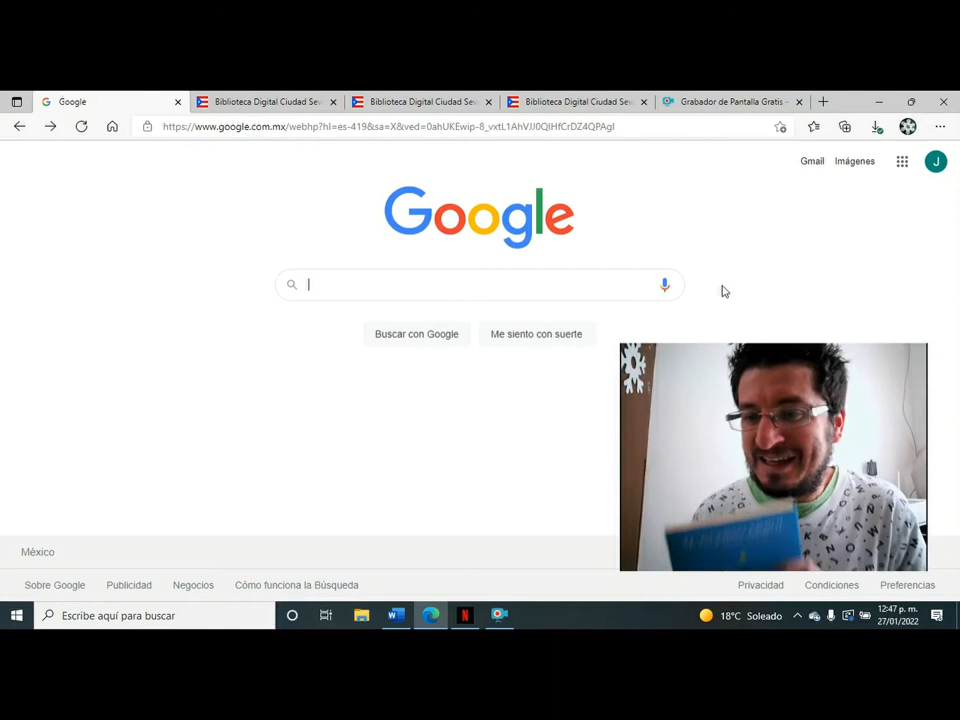 Google
Biblioteca Digital Ciudad Sev
Biblioteca Digital Ciudad Sev
Biblioteca Digital Ciudad Sev
Grabador de Pantalla Gratis -
https://www.google.com.mx/webhp?hl=es-419&sa=X&ved=0ahUKEwip-8_vxtL1AhVJJ0QIHfCrDZ4QPAgI
Gmail Imágenes J
Google
Buscar con Google Me siento con suerte
México
Sobre Google Publicidad Negocios Cómo funciona la Búsqueda Privacidad Condiciones Preferencias
Escribe aquí para buscar
18°C Soleado
12:47 p. m.
27/01/2022